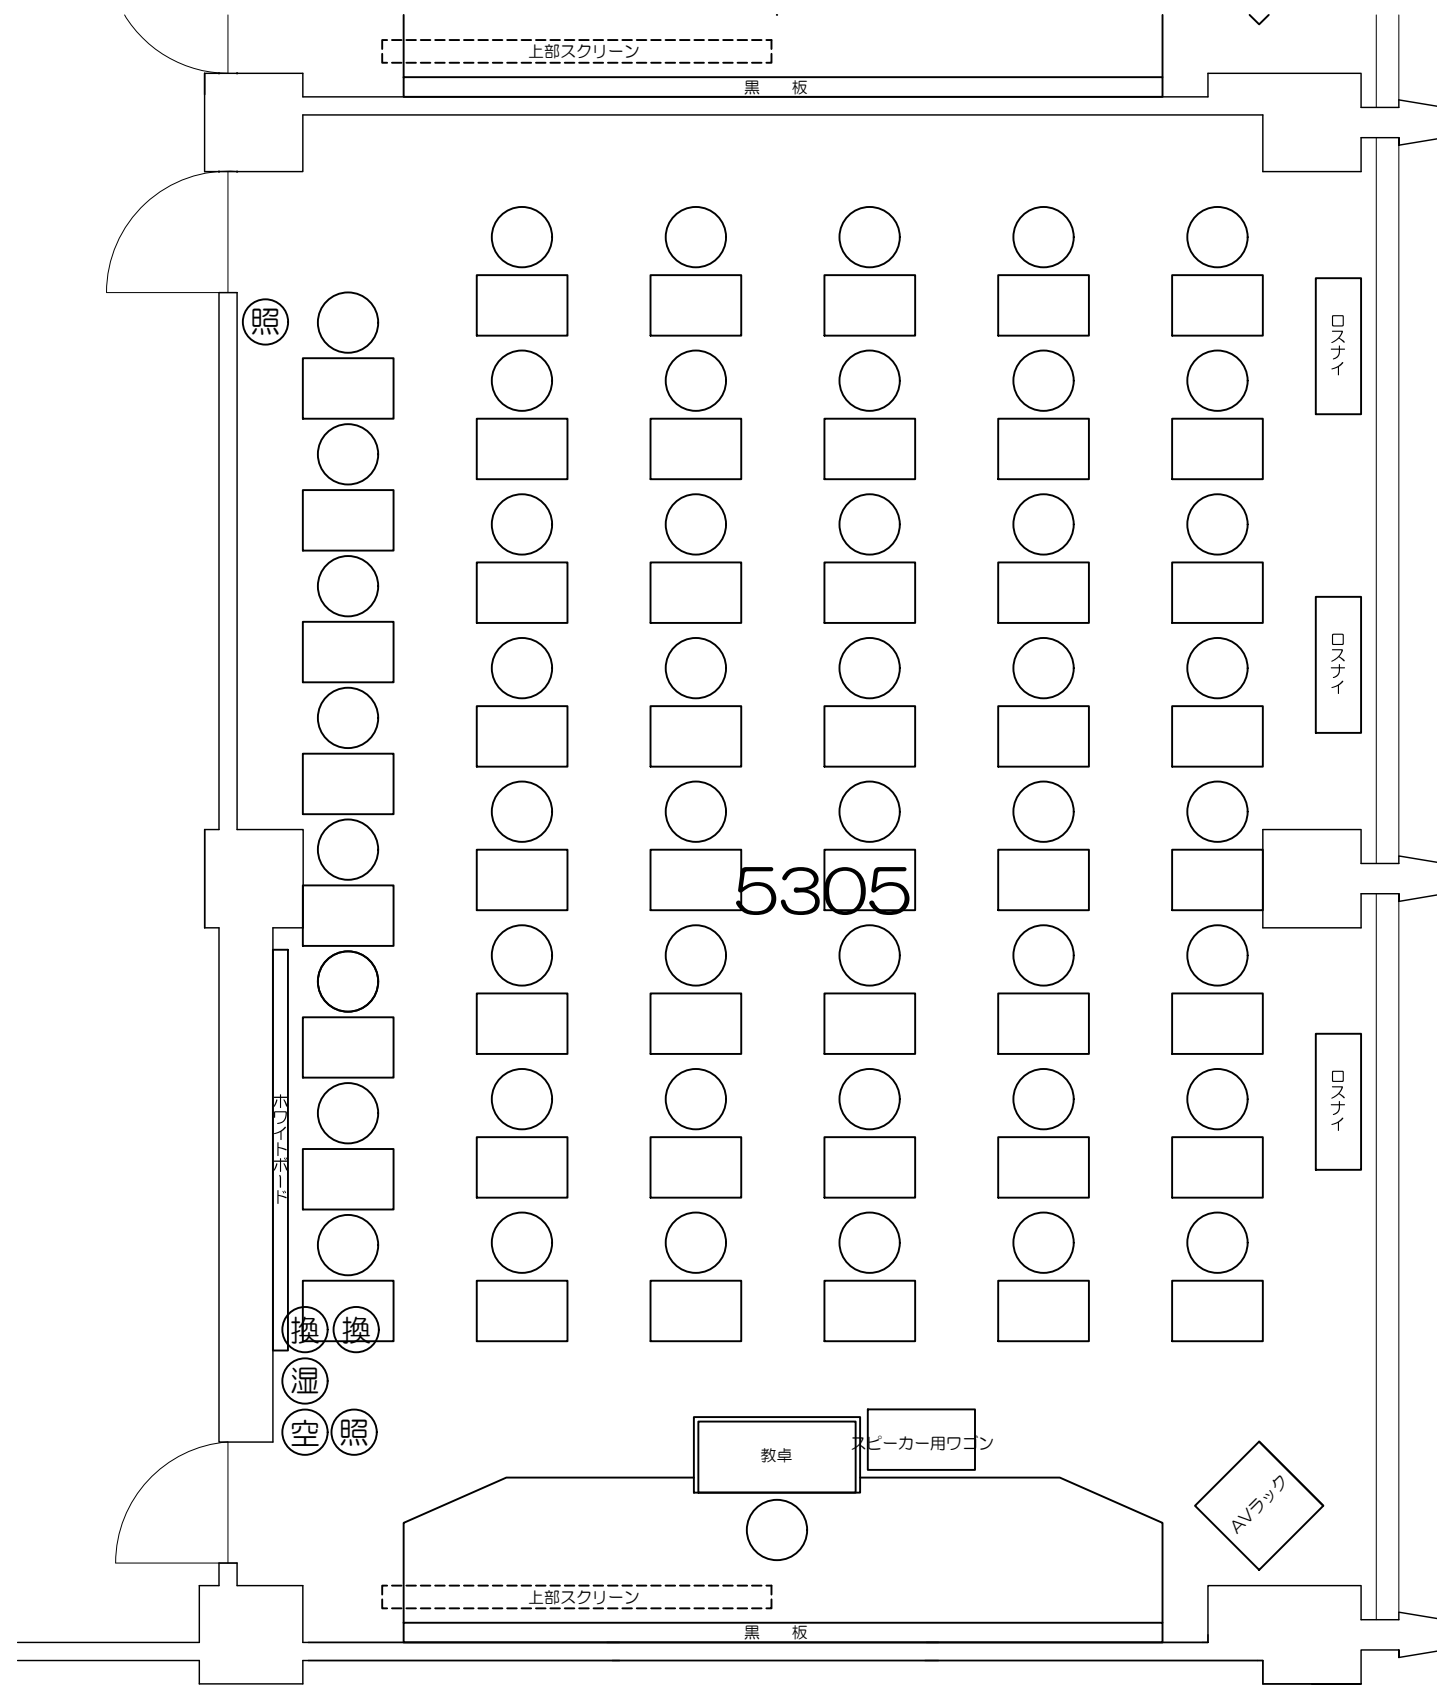 上部スクリーン
黒　板
照
ロスナイ
ロスナイ
5305
ロスナイ
ホワイトボード
換 換
湿
空 照
教卓
スピーカー用ワゴン
AVラック
上部スクリーン
黒　板